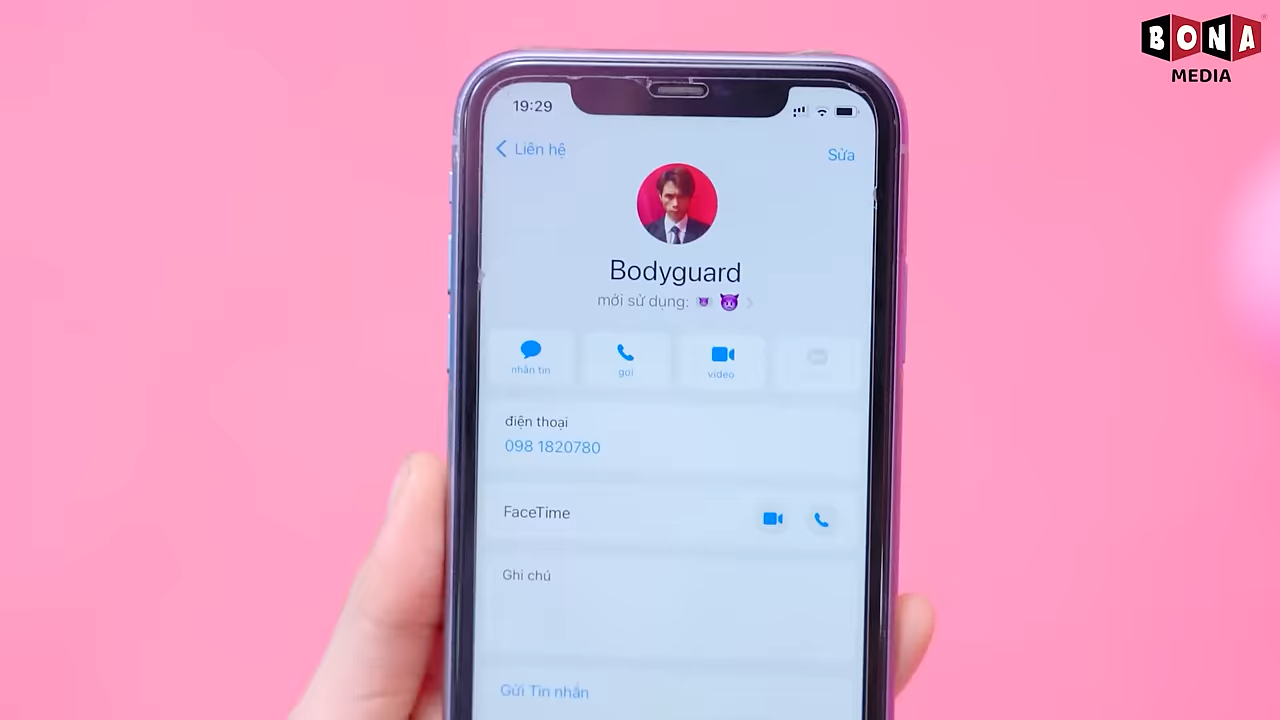 BONA
MEDIA
19:29
Liên hệ
Sửa
Bodyguard
mới sử dụng: 😈 😈
nhắn tin
gọi
video
điện thoại
098 1820780
FaceTime
Ghi chú
Gửi Tin nhắn